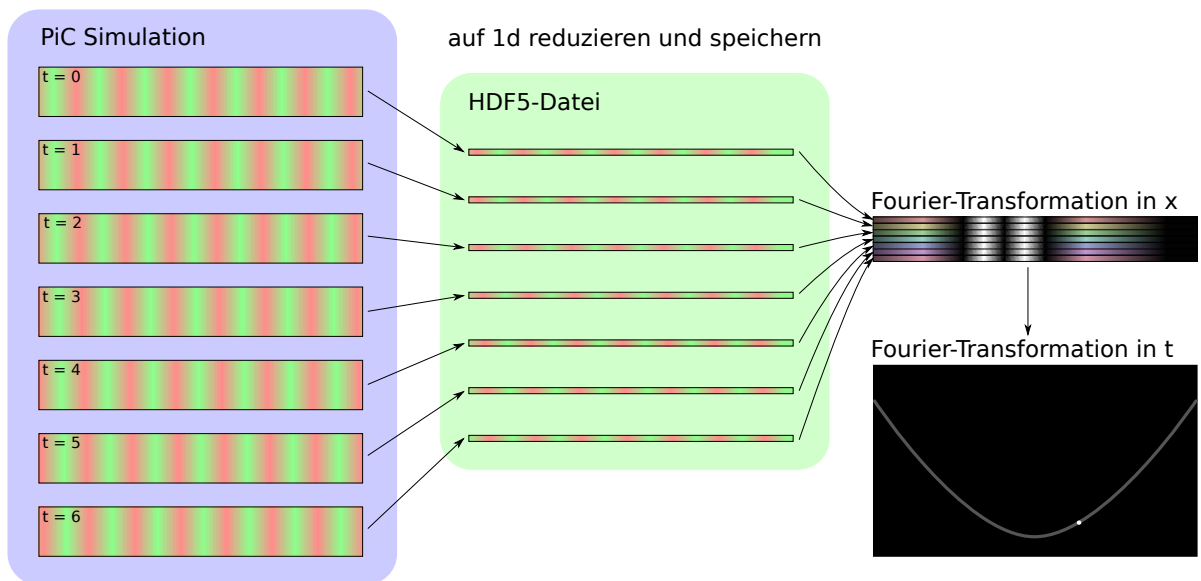 PiC Simulation
t = 0
t = 1
t = 2
t = 3
t = 4
t = 5
t = 6
auf 1d reduzieren und speichern
HDF5-Datei
Fourier-Transformation in x
Fourier-Transformation in t